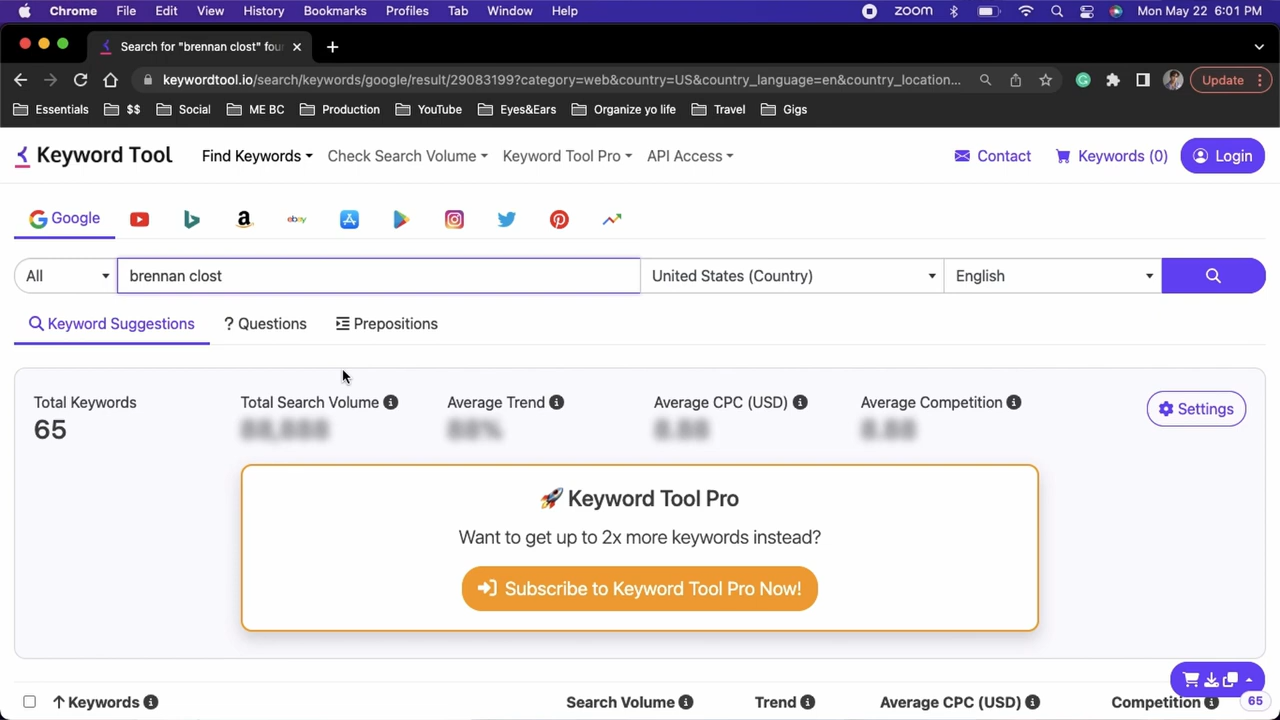 Chrome File Edit View History Bookmarks Profiles Tab Window Help zoom Mon May 22 6:01 PM
Search for "brennan clost" fou
keywordtool.io/search/keywords/google/result/29083199?category=web&country=US&country_language=en&country_location... Update
Essentials $$ Social ME BC Production YouTube Eyes&Ears Organize yo life Travel Gigs
Keyword Tool Find Keywords Check Search Volume Keyword Tool Pro API Access Contact Keywords (0) Login
Google ebay
All brennan clost United States (Country) English
Keyword Suggestions ? Questions Prepositions
Total Keywords Total Search Volume Average Trend Average CPC (USD) Average Competition Settings
65
Keyword Tool Pro
Want to get up to 2x more keywords instead?
Subscribe to Keyword Tool Pro Now!
Keywords Search Volume Trend Average CPC (USD) Competition 65